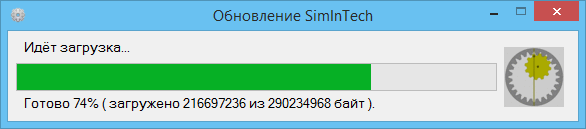 Обновление SimInTech
Идёт загрузка...
Готово 74% ( загружено 216697236 из 290234968 байт ).